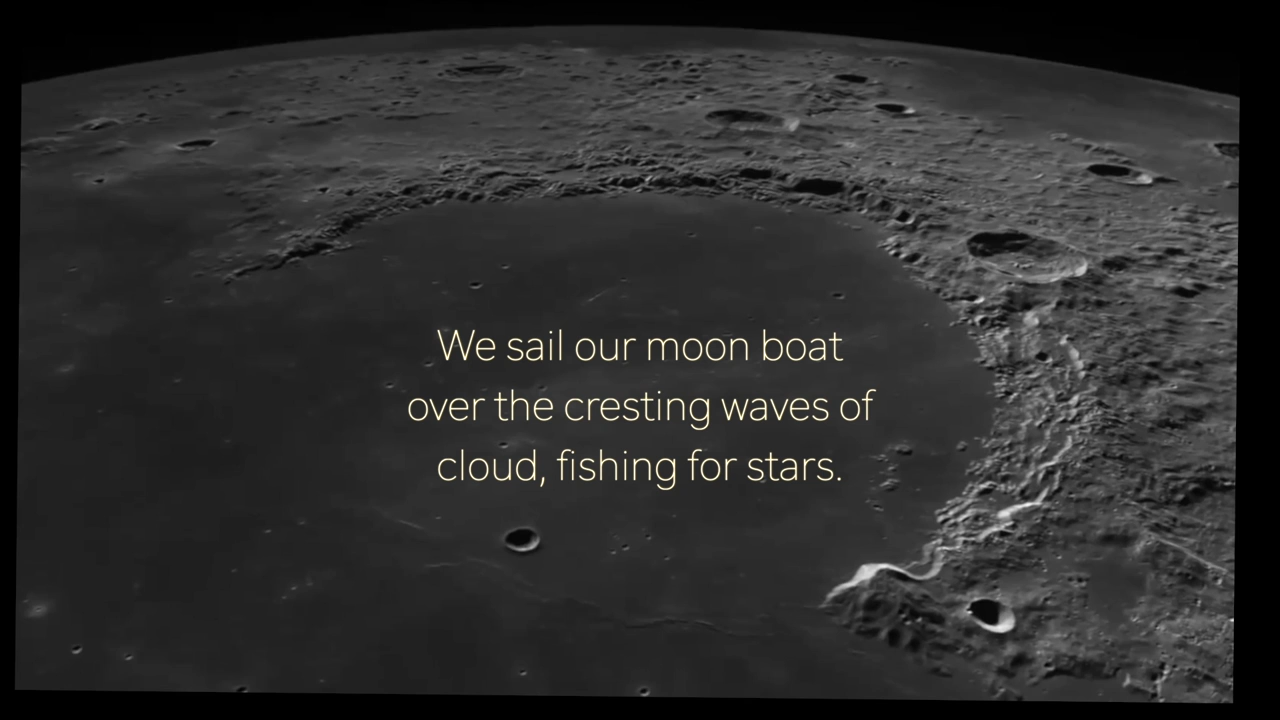 We sail our moon boat
over the cresting waves of
cloud, fishing for stars.